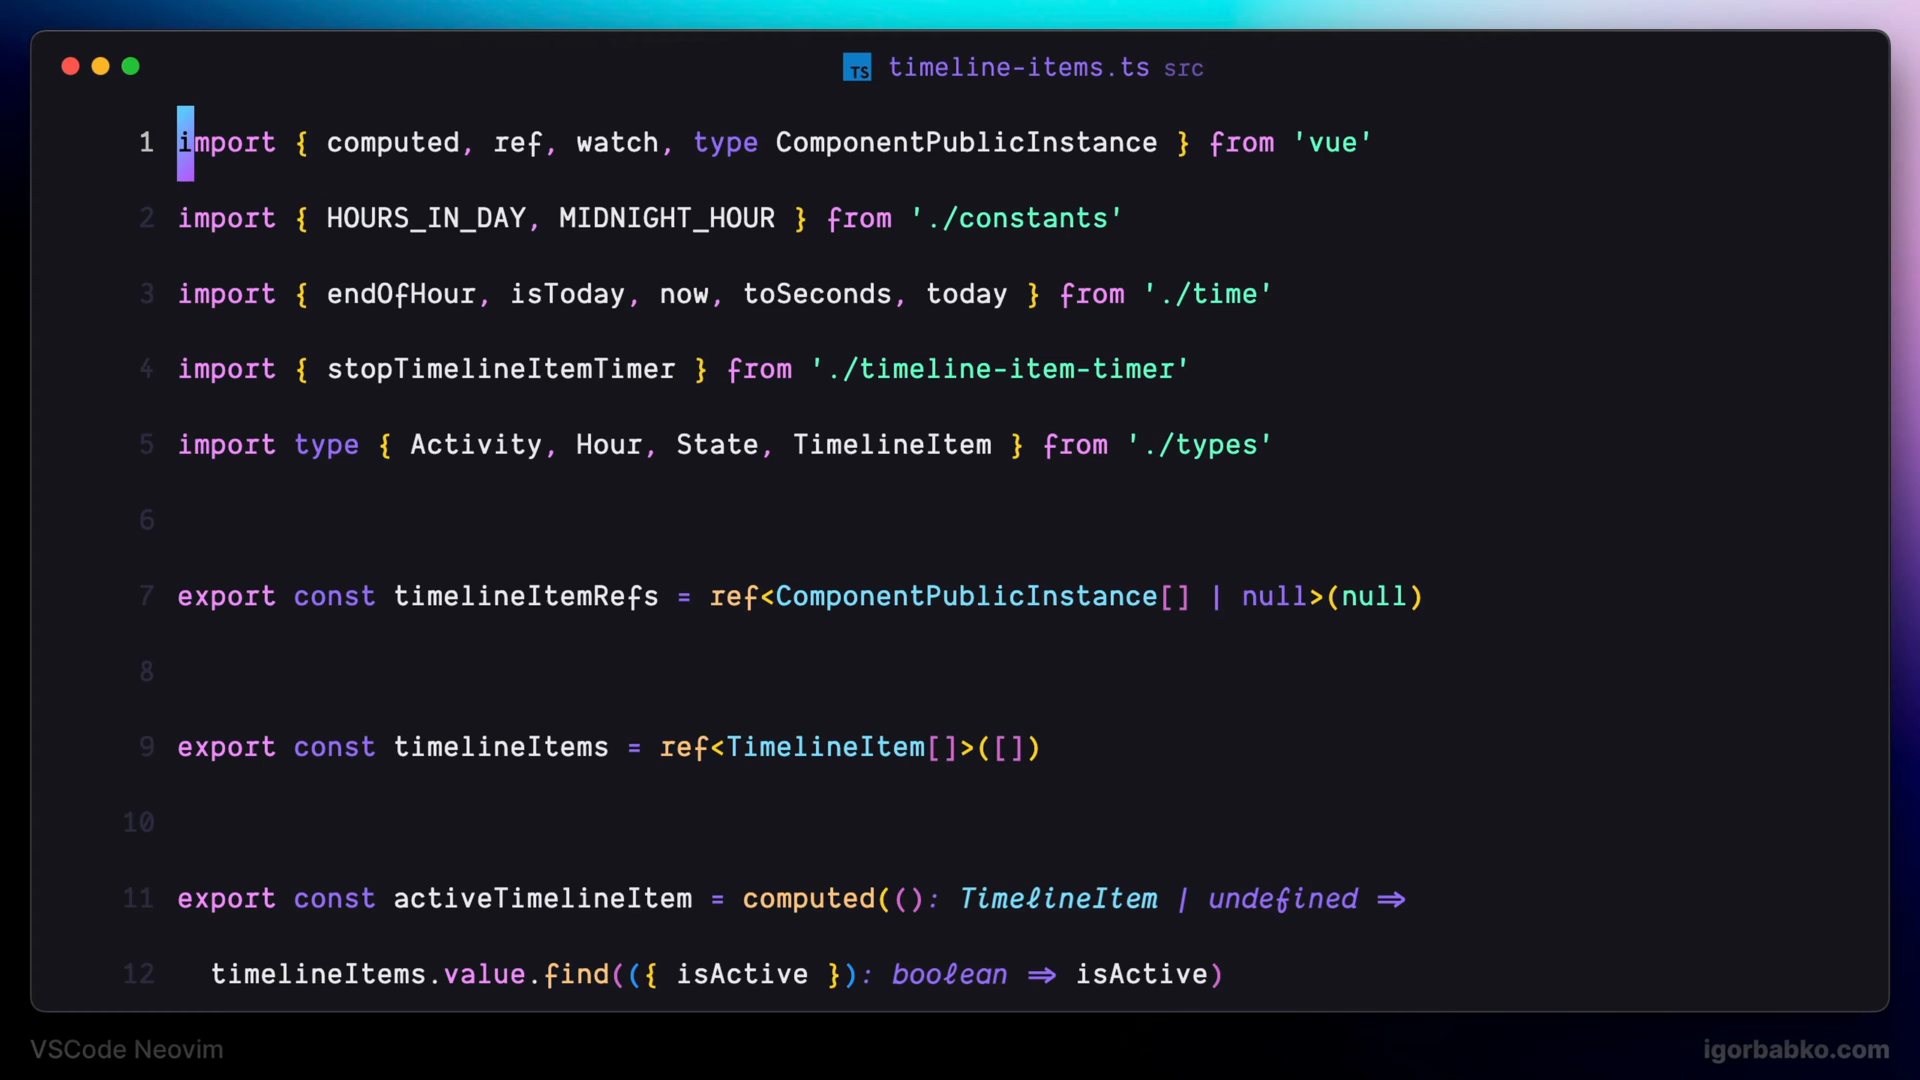 TS timeline-items.ts src
1 import { computed, ref, watch, type ComponentPublicInstance } from 'vue'
2 import { HOURS_IN_DAY, MIDNIGHT_HOUR } from './constants'
3 import { endOfHour, isToday, now, toSeconds, today } from './time'
4 import { stopTimelineItemTimer } from './timeline-item-timer'
5 import type { Activity, Hour, State, TimelineItem } from './types'
6
7 export const timelineItemRefs = ref<ComponentPublicInstance[] | null>(null)
8
9 export const timelineItems = ref<TimelineItem[]>([])
10
11 export const activeTimelineItem = computed((): TimelineItem | undefined =>
12   timelineItems.value.find(({ isActive }): boolean => isActive)
VSCode Neovim
igorbabko.com